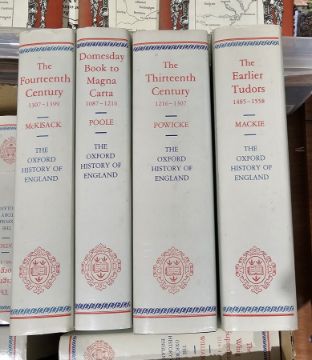 The
Fourteenth
Century
1307-1399
McKISACK
THE
OXFORD
HISTORY OF
ENGLAND
Domesday
Book to
Magna
Carta
1087-1216
POOLE
THE
OXFORD
HISTORY OF
ENGLAND
The
Thirteenth
Century
1216-1307
POWICKE
THE
OXFORD
HISTORY OF
ENGLAND
The
Earlier
Tudors
1485-1558
MACKIE
THE
OXFORD
HISTORY OF
ENGLAND